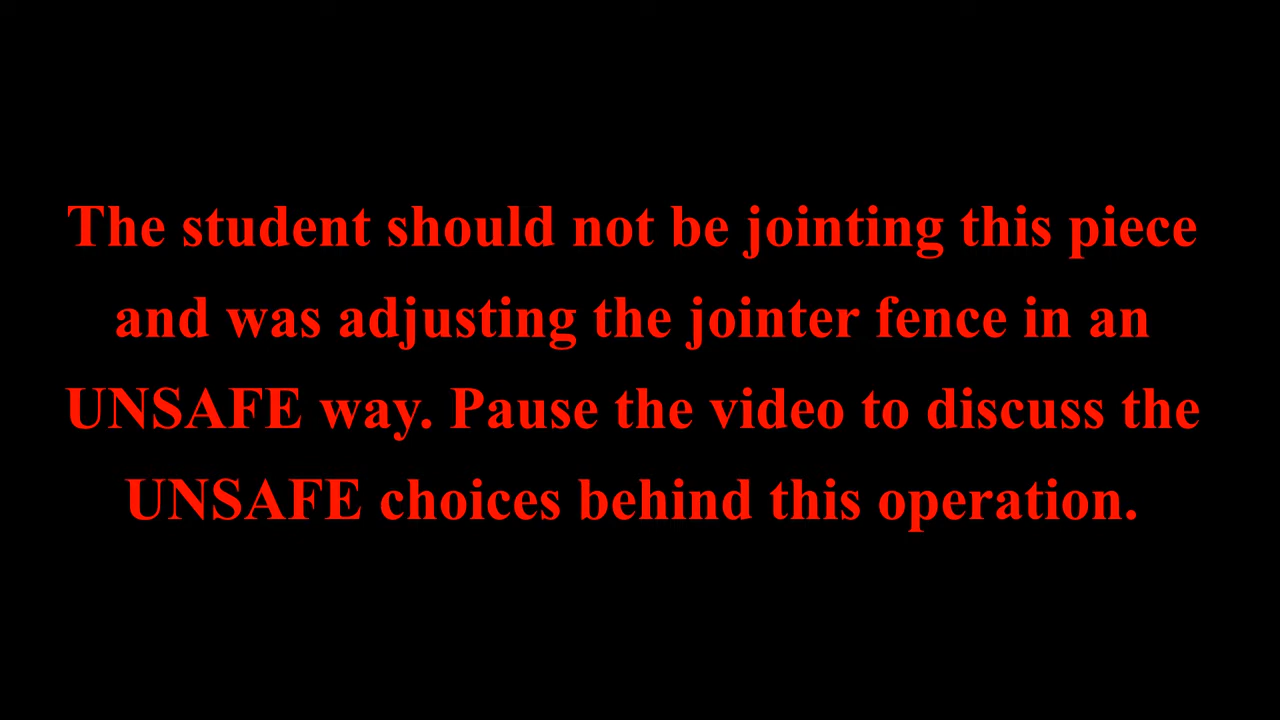 The student should not be jointing this piece
and was adjusting the jointer fence in an
UNSAFE way. Pause the video to discuss the
UNSAFE choices behind this operation.